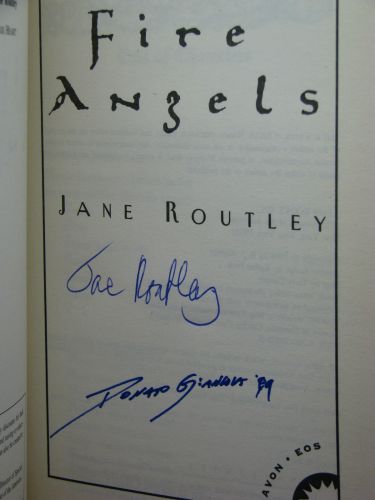 Fire
Angels
JANE ROUTLEY
Jane Routley
DONATO GIANCOLA '99
AVON • EOS